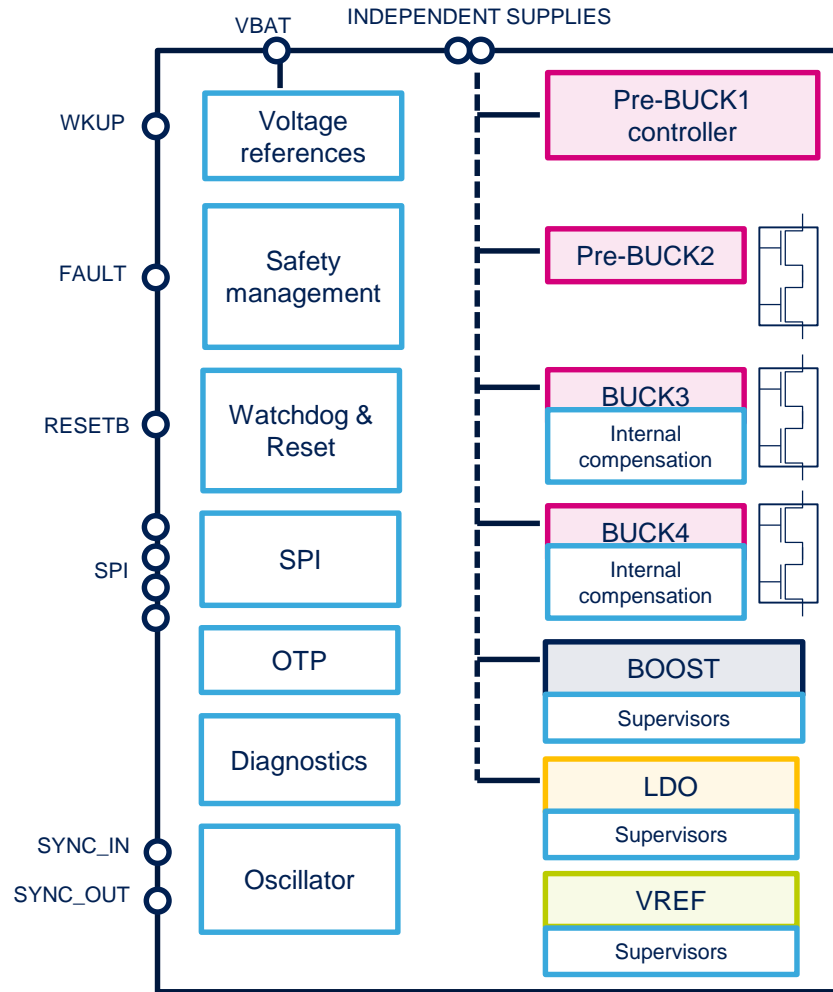 INDEPENDENT SUPPLIES
VBAT
WKUP
FAULT
RESETB
SPI
SYNC_IN
SYNC_OUT
Voltage
references
Safety
management
Watchdog &
Reset
SPI
OTP
Diagnostics
Oscillator
Pre-BUCK1
controller
Pre-BUCK2
BUCK3
Internal
compensation
BUCK4
Internal
compensation
BOOST
Supervisors
LDO
Supervisors
VREF
Supervisors